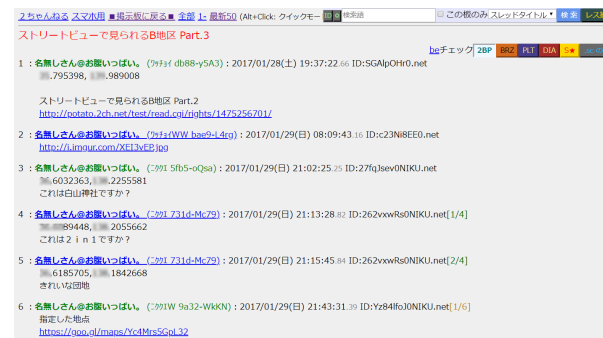 ２ちゃんねる スマホ用 ■掲示板に戻る■ 全部 1- 最新50 (Alt+Click: クイックモー 検索語 この板のみ スレッドタイトル 検索
ストリートビューで見られるB地区 Part.3
beチェック 2BP BRZ PLT DIA S★
1 ：名無しさん＠お腹いっぱい。 (ﾜｯﾁｮｲ db88-y5A3)：2017/01/28(土) 19:37:22.66 ID:SGAlpOHr0.net
.795398, .989008
ストリートビューで見られるB地区 Part.2
http://potato.2ch.net/test/read.cgi/rights/1475256701/
2 ：名無しさん＠お腹いっぱい。 (ﾜｯﾁｮｲWW bae9-L4rg)：2017/01/29(日) 08:09:43.16 ID:c23Ni8EE0.net
http://i.imgur.com/XEI3vEP.jpg
3 ：名無しさん＠お腹いっぱい。 (ﾆｸｸｴ 5fb5-oQsa)：2017/01/29(日) 21:02:25.25 ID:27fqJsev0NIKU.net
.6032363, .2255581
これは白山神社ですか？
4 ：名無しさん＠お腹いっぱい。 (ﾆｸｸｴ 731d-Mc79)：2017/01/29(日) 21:13:28.82 ID:262vxwRs0NIKU.net[1/4]
89448, .2055662
これは２ｉｎ１ですか？
5 ：名無しさん＠お腹いっぱい。 (ﾆｸｸｴ 731d-Mc79)：2017/01/29(日) 21:15:45.84 ID:262vxwRs0NIKU.net[2/4]
.6185705, .1842668
きれいな団地
6 ：名無しさん＠お腹いっぱい。 (ﾆｸｸｴW 9a32-WkKN)：2017/01/29(日) 21:43:31.39 ID:Yz84lfoJ0NIKU.net[1/6]
指定した地点
https://goo.gl/maps/Yc4Mrs5GpL32